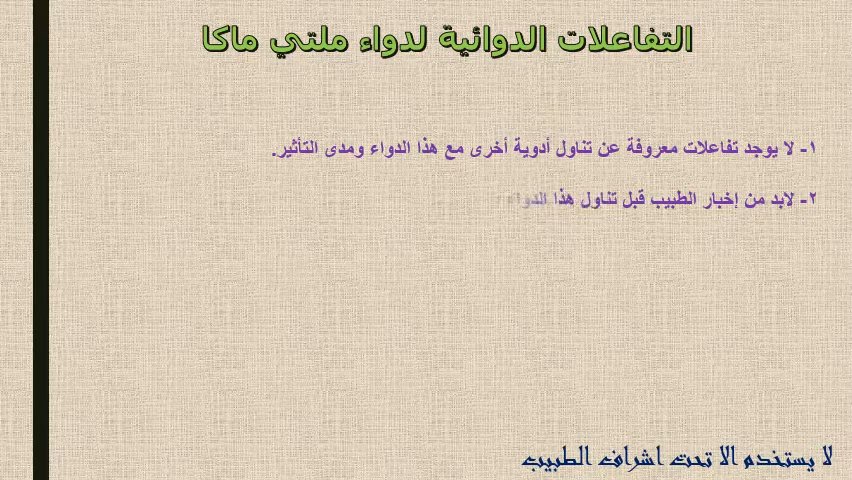 التفاعلات الدوائية لدواء ملتي ماكا
١- لا يوجد تفاعلات معروفة عن تناول أدوية أخرى مع هذا الدواء ومدى التأثير.
٢- لابد من إخبار الطبيب قبل تناول هذا الدواء
لا يستخدم الا تحت اشراف الطبيب